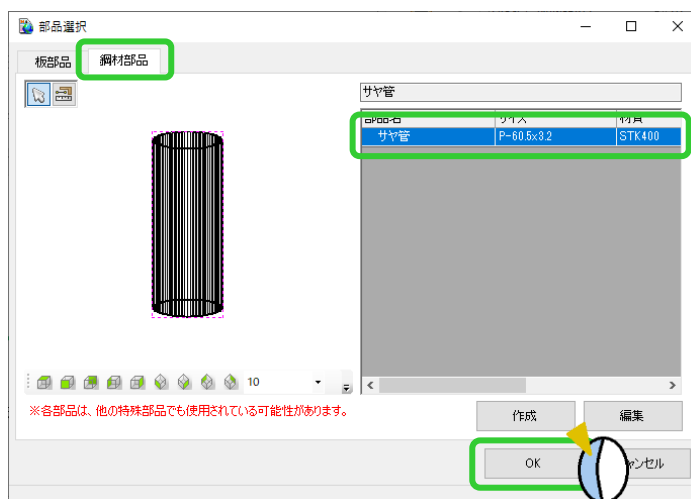 部品選択
板部品
鋼材部品
サヤ管
部品名 サイズ 材質
サヤ管 P-60.5x3.2 STK400
10
※各部品は、他の特殊部品でも使用されている可能性があります。
作成
編集
OK
ャンセル